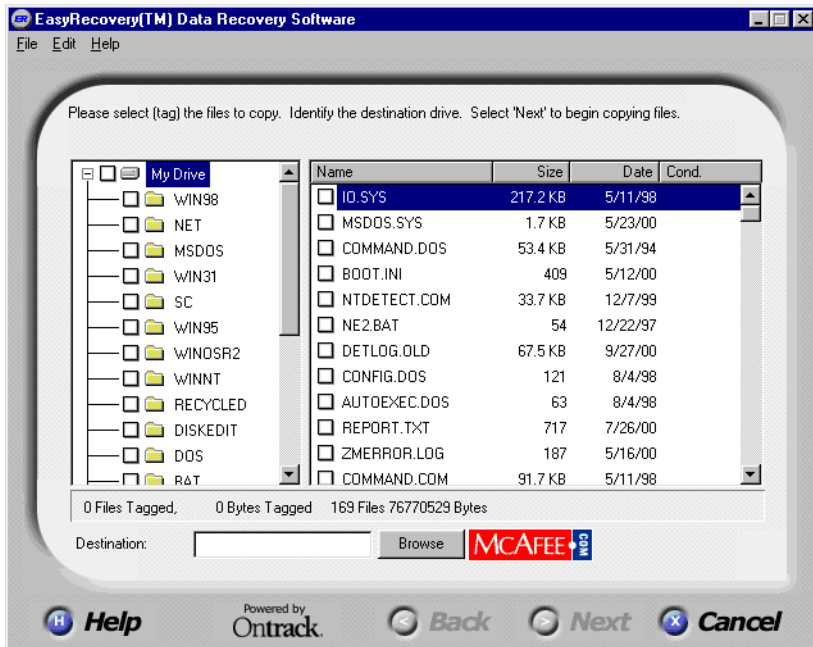 EasyRecovery(TM) Data Recovery Software
File Edit Help
Please select (tag) the files to copy. Identify the destination drive. Select 'Next' to begin copying files.
My Drive
WIN98
NET
MSDOS
WIN31
SC
WIN95
WINOSR2
WINNT
RECYCLED
DISKEDIT
DOS
BAT
Name Size Date Cond.
IO.SYS 217.2 KB 5/11/98
MSDOS.SYS 1.7 KB 5/23/00
COMMAND.DOS 53.4 KB 5/31/94
BOOT.INI 409 5/12/00
NTDETECT.COM 33.7 KB 12/7/99
NE2.BAT 54 12/22/97
DETLOG.OLD 67.5 KB 9/27/00
CONFIG.DOS 121 8/4/98
AUTOEXEC.DOS 63 8/4/98
REPORT.TXT 717 7/26/00
ZMERROR.LOG 187 5/16/00
COMMAND.COM 91.7 KB 5/11/98
0 Files Tagged, 0 Bytes Tagged 169 Files 76770529 Bytes
Destination: Browse McAFEE COM
H Help Powered by Ontrack. < Back > Next X Cancel